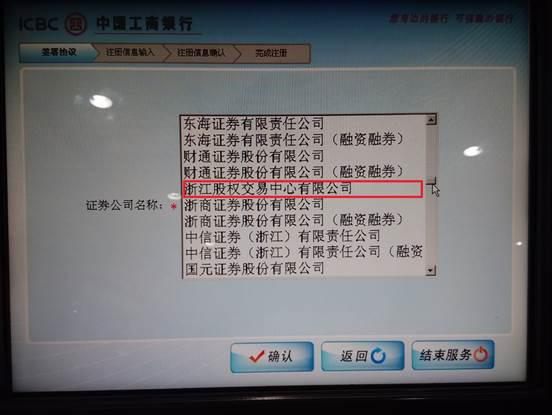 ICBC 中国工商银行
您身边的银行 可信赖的银行
签署协议 注册信息输入 注册信息确认 完成注册
东海证券有限责任公司
东海证券有限责任公司（融资融券）
财通证券股份有限公司
财通证券股份有限公司（融资融券）
浙江股权交易中心有限公司
证券公司名称：*
浙商证券股份有限公司
浙商证券股份有限公司（融资融券）
中信证券（浙江）有限责任公司
中信证券（浙江）有限责任公司（融资
国元证券股份有限公司
确认 返回 结束服务